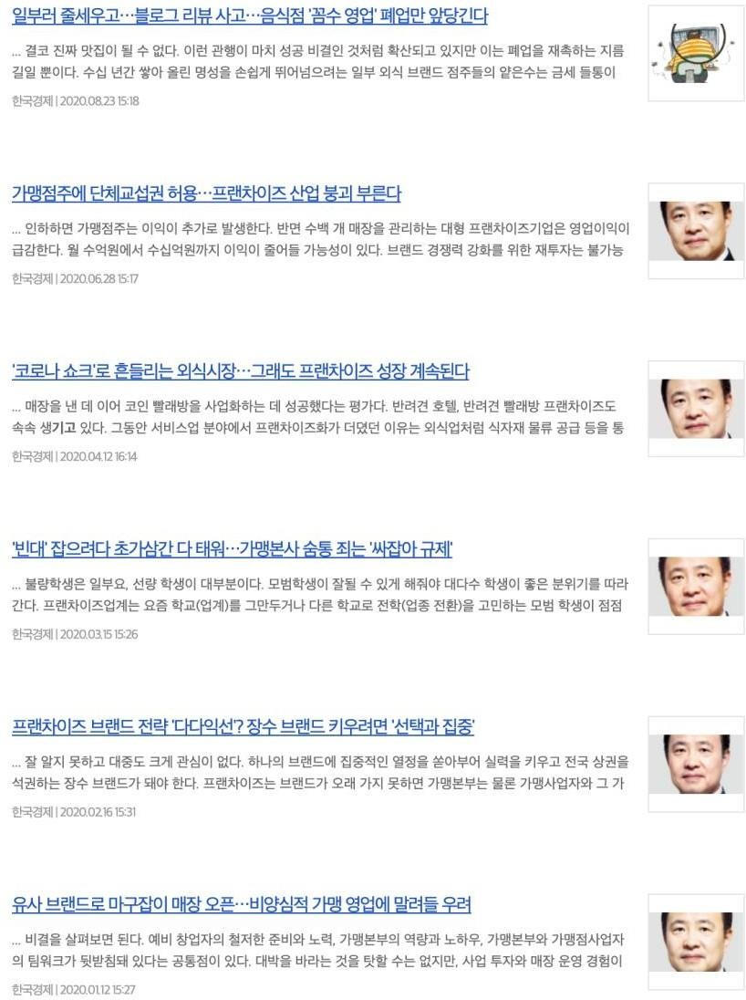 일부러 줄세우고…블로그 리뷰 사고…음식점 '꼼수 영업' 폐업만 앞당긴다
... 결코 진짜 맛집이 될 수 없다. 이런 관행이 마치 성공 비결인 것처럼 확산되고 있지만 이는 폐업을 재촉하는 지름
길일 뿐이다. 수십 년간 쌓아 올린 명성을 손쉽게 뛰어넘으려는 일부 외식 브랜드 점주들의 얕은수는 금세 들통이
한국경제 | 2020.08.23 15:18
가맹점주에 단체교섭권 허용…프랜차이즈 산업 붕괴 부른다
... 인하하면 가맹점주는 이익이 추가로 발생한다. 반면 수백 개 매장을 관리하는 대형 프랜차이즈기업은 영업이익이
급감한다. 월 수억원에서 수십억원까지 이익이 줄어들 가능성이 있다. 브랜드 경쟁력 강화를 위한 재투자는 불가능
한국경제 | 2020.06.28 15:17
'코로나 쇼크'로 흔들리는 외식시장…그래도 프랜차이즈 성장 계속된다
... 매장을 낸 데 이어 코인 빨래방을 사업화하는 데 성공했다는 평가다. 반려견 호텔, 반려견 빨래방 프랜차이즈도
속속 생기고 있다. 그동안 서비스업 분야에서 프랜차이즈화가 더뎠던 이유는 외식업처럼 식자재 물류 공급 등을 통
한국경제 | 2020.04.12 16:14
'빈대' 잡으려다 초가삼간 다 태워…가맹본사 숨통 죄는 '싸잡아 규제'
... 불량학생은 일부요, 선량 학생이 대부분이다. 모범학생이 잘될 수 있게 해줘야 대다수 학생이 좋은 분위기를 따라
간다. 프랜차이즈업계는 요즘 학교(업계)를 그만두거나 다른 학교로 전학(업종 전환)을 고민하는 모범 학생이 점점
한국경제 | 2020.03.15 15:26
프랜차이즈 브랜드 전략 '다다익선'? 장수 브랜드 키우려면 '선택과 집중'
... 잘 알지 못하고 대중도 크게 관심이 없다. 하나의 브랜드에 집중적인 열정을 쏟아부어 실력을 키우고 전국 상권을
석권하는 장수 브랜드가 돼야 한다. 프랜차이즈는 브랜드가 오래 가지 못하면 가맹본부는 물론 가맹사업자와 그 가
한국경제 | 2020.02.16 15:31
유사 브랜드로 마구잡이 매장 오픈…비양심적 가맹 영업에 말려들 우려
... 비결을 살펴보면 된다. 예비 창업자의 철저한 준비와 노력, 가맹본부의 역량과 노하우, 가맹본부와 가맹점사업자
의 팀워크가 뒷받침돼 있다는 공통점이 있다. 대박을 바라는 것을 탓할 수는 없지만, 사업 투자와 매장 운영 경험이
한국경제 | 2020.01.12 15:27